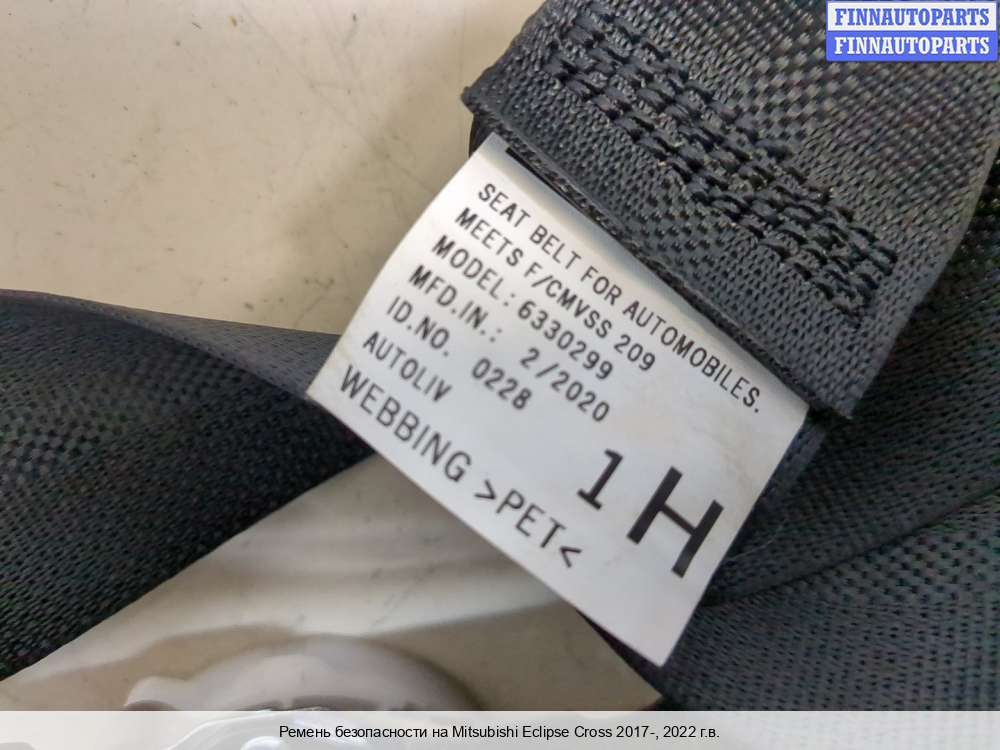 FINNAUTOPARTS
FINNAUTOPARTS
SEAT BELT FOR AUTOMOBILES.
MEETS F/CMVSS 209
MODEL: 6330299
MFD.IN.: 2/2020
ID.NO. 0228
AUTOLIV
WEBBING >PET<
1H
Ремень безопасности на Mitsubishi Eclipse Cross 2017-, 2022 г.в.